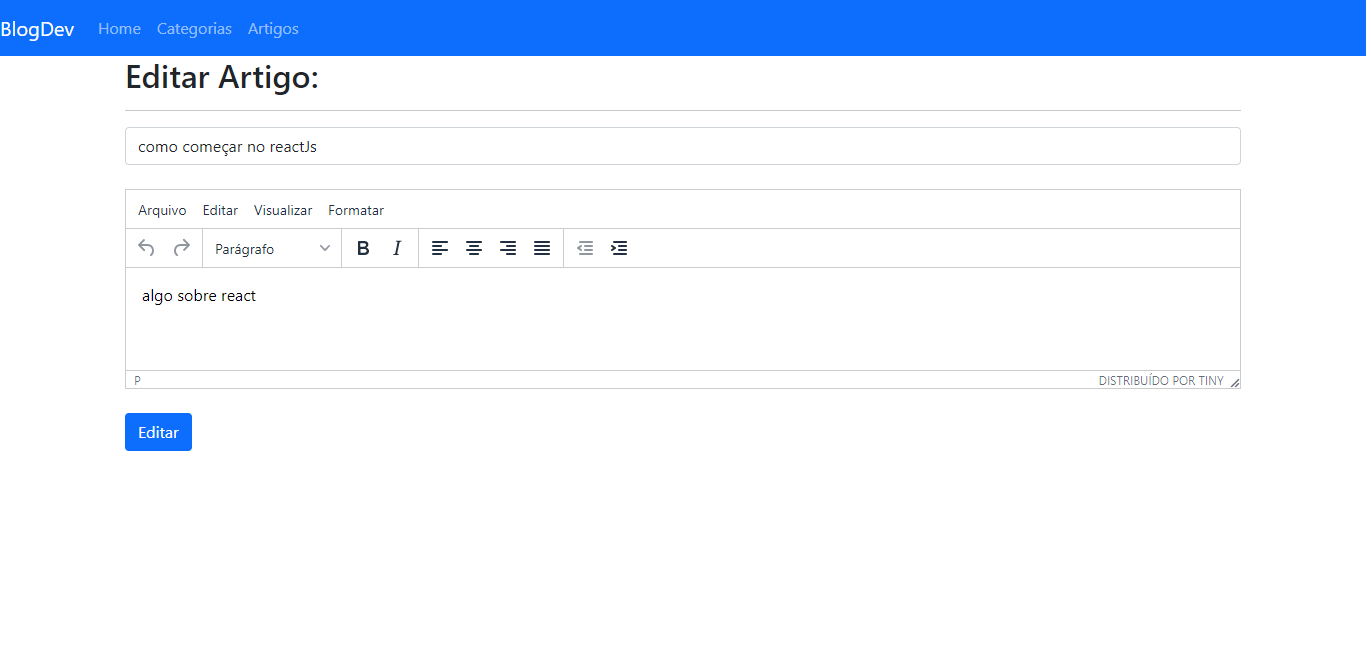 BlogDev Home Categorias Artigos
Editar Artigo:
como começar no reactJs
Arquivo Editar Visualizar Formatar
Parágrafo B I
algo sobre react
P DISTRIBUÍDO POR TINY
Editar